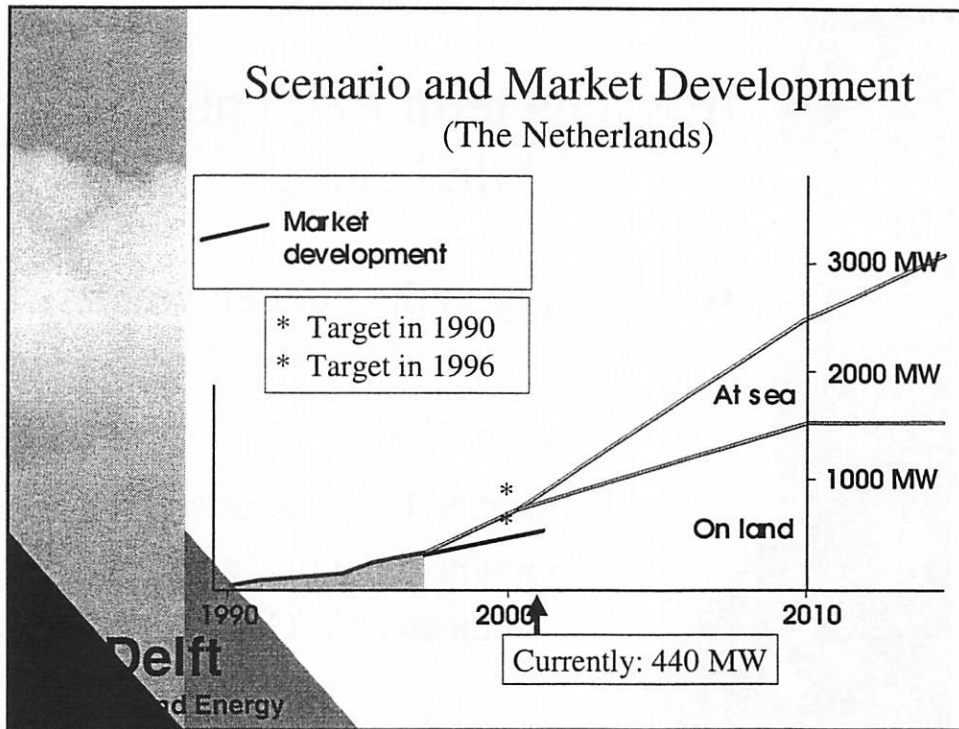 Scenario and Market Development
(The Netherlands)
Market
development
* Target in 1990
* Target in 1996
3000 MW
2000 MW
At sea
1000 MW
On land
1990
2000
2010
Currently: 440 MW
Delft
Energy